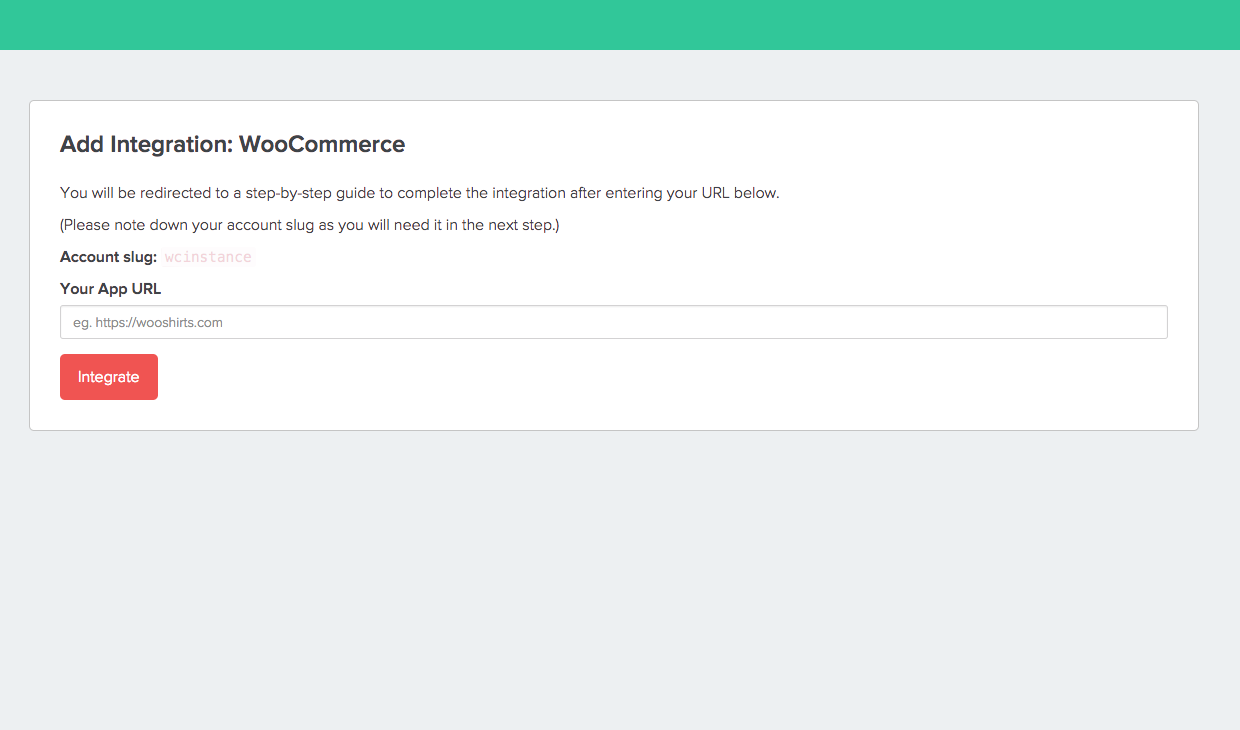 Add Integration: WooCommerce
You will be redirected to a step-by-step guide to complete the integration after entering your URL below.
(Please note down your account slug as you will need it in the next step.)
Account slug: wcinstance
Your App URL
eg. https://wooshirts.com
Integrate